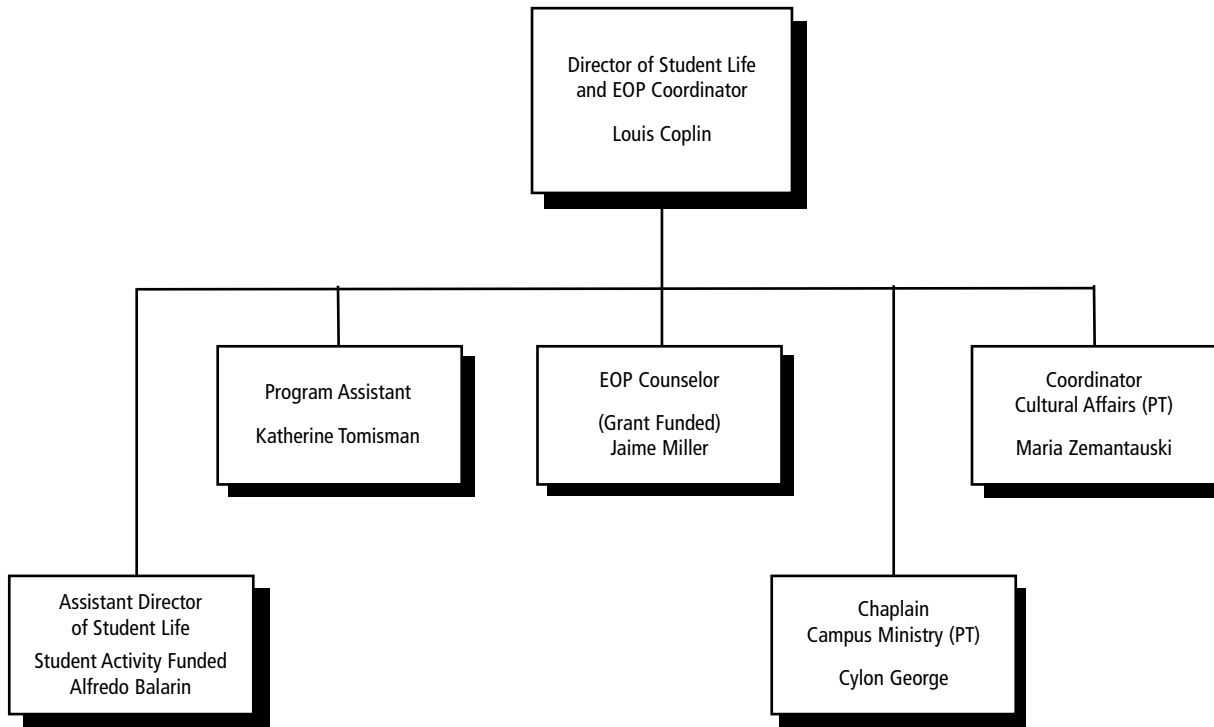 Director of Student Life
and EOP Coordinator
Louis Coplin
Program Assistant
Katherine Tomisman
EOP Counselor
(Grant Funded)
Jaime Miller
Coordinator
Cultural Affairs (PT)
Maria Zemantauski
Assistant Director
of Student Life
Student Activity Funded
Alfredo Balarin
Chaplain
Campus Ministry (PT)
Cylon George